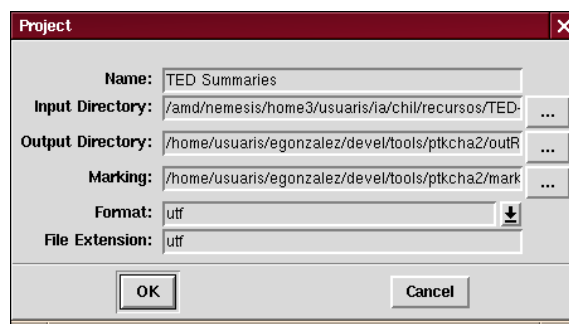 Project
Name: TED Summaries
Input Directory: /amd/nemesis/home3/usuaris/ia/chil/recursos/TED- ...
Output Directory: /home/usuaris/egonzalez/devel/tools/ptkcha2/outR ...
Marking: /home/usuaris/egonzalez/devel/tools/ptkcha2/mark ...
Format: utf
File Extension: utf
OK Cancel